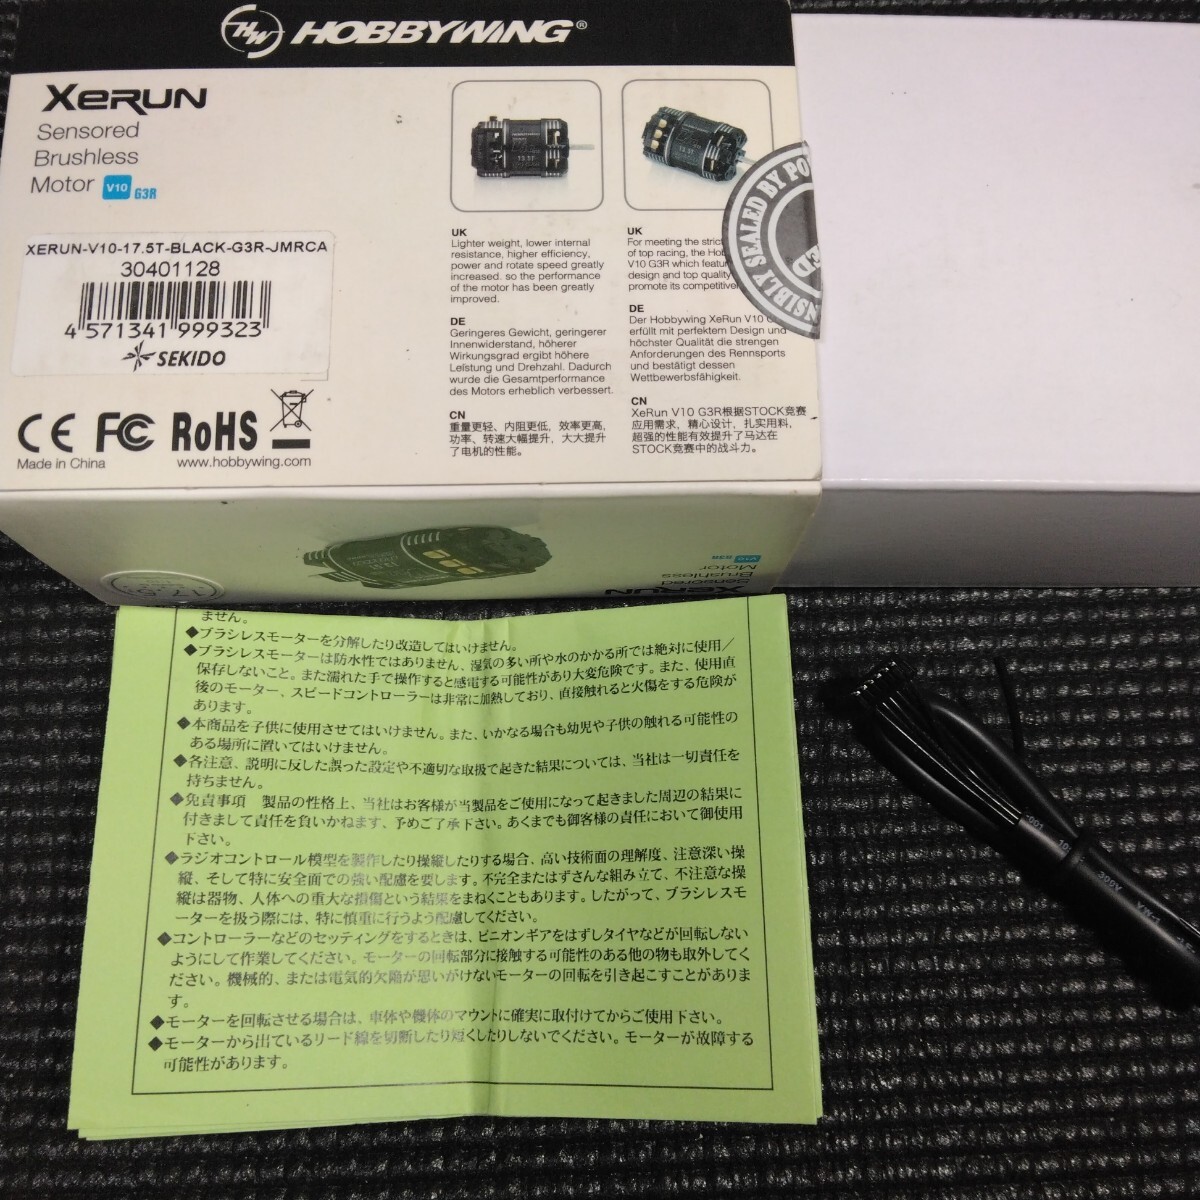 HW HOBBYWING®
XERUN
Sensored
Brushless
Motor V10 G3R
XERUN-V10-17.5T-BLACK-G3R-JMRCA
30401128
4 571341 999323
SEKIDO
CE FC RoHS
Made in China
www.hobbywing.com
13.5T
UK
Lighter weight, lower internal
resistance, higher efficiency,
power and rotate speed greatly
increased. so the performance
of the motor has been greatly
improved.
DE
Geringeres Gewicht, geringerer
Innenwiderstand, höherer
Wirkungsgrad ergibt höhere
Leistung und Drehzahl. Dadurch
wurde die Gesamtperformance
des Motors erheblich verbessert.
CN
重量更轻、内阻更低，效率更高，
功率、转速大幅提升，大大提升
了电机的性能。
UK
For meeting the strict
of top racing, the Hob
V10 G3R which featur
design and top quality
promote its competitive
DE
Der Hobbywing XeRun V10 G
erfüllt mit perfektem Design und
höchster Qualität die strengen
Anforderungen des Rennsports
und bestätigt dessen
Wettbewerbsfähigkeit.
CN
XeRun V10 G3R根据STOCK竞赛
应用需求，精心设计，扎实用料，
超强的性能有效提升了马达在
STOCK竞赛中的战斗力。
NSIBLY SEALED BY PO
ED
XERUN
Sensored
Brushless
Motor
V10 G3R
17.5
ません。
◆ブラシレスモーターを分解したり改造してはいけません。
◆ブラシレスモーターは防水性ではありません、湿気の多い所や水のかかる所では絶対に使用／
保存しないこと。また濡れた手で操作すると感電する可能性があり大変危険です。また、使用直
後のモーター、スピードコントローラーは非常に加熱しており、直接触れると火傷をする危険が
あります。
◆本商品を子供に使用させてはいけません。また、いかなる場合も幼児や子供の触れる可能性の
ある場所に置いてはいけません。
◆各注意、説明に反した誤った設定や不適切な取扱で起きた結果については、当社は一切責任を
持ちません。
◆免責事項　製品の性格上、当社はお客様が当製品をご使用になって起きました周辺の結果に
付きまして責任を負いかねます、予めご了承下さい。あくまでも御客様の責任において御使用
下さい。
◆ラジオコントロール模型を製作したり操縦したりする場合、高い技術面の理解度、注意深い操
縦、そして特に安全面での強い配慮を要します。不完全またはずさんな組み立て、不注意な操
縦は器物、人体への重大な損傷という結果をまねくこともあります。したがって、ブラシレスモ
ーターを扱う際には、特に慎重に行うよう配慮してください。
◆コントローラーなどのセッティングをするときは、ピニオンギアをはずしタイヤなどが回転しない
ようにして作業してください。モーターの回転部分に接触する可能性のある他の物も取外してく
ださい。機械的、または電気的欠陥が思いがけないモーターの回転を引き起こすことがありま
す。
◆モーターを回転させる場合は、車体や機体のマウントに確実に取付けてからご使用下さい。
◆モーターから出ているリード線を切断したり短くしたりしないでください。モーターが故障する
可能性があります。
300V